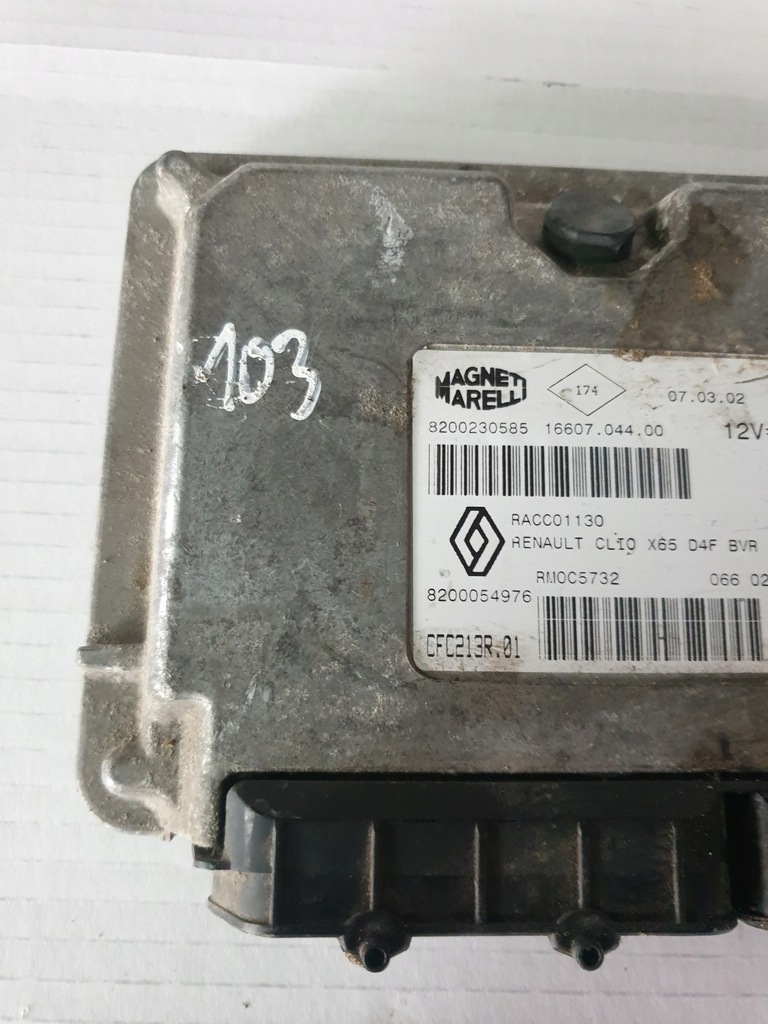 103
MAGNETI
MARELLI
174
07.03.02
8200230585 16607.044.00 12V=
RACC01130
RENAULT CLIO X65 D4F BVR
RM0C5732 066 02
8200054976
CFC213R.01